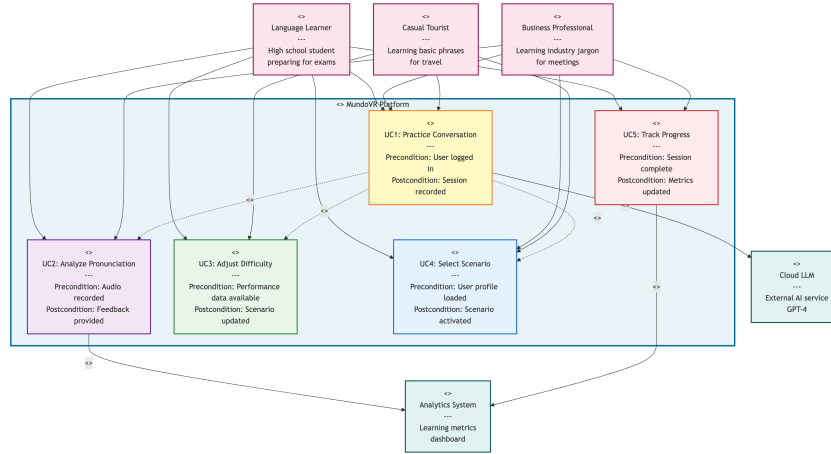 <>
Language Learner
---
High school student
preparing for exams
<>
Casual Tourist
---
Learning basic phrases
for travel
<>
Business Professional
---
Learning industry jargon
for meetings
<> MundoVR Platform
<>
UC1: Practice Conversation
---
Precondition: User logged
in
Postcondition: Session
recorded
<>
UC5: Track Progress
---
Precondition: Session
complete
Postcondition: Metrics
updated
<>
<>
<>
<>
<>
UC2: Analyze Pronunciation
---
Precondition: Audio
recorded
Postcondition: Feedback
provided
<>
UC3: Adjust Difficulty
---
Precondition: Performance
data available
Postcondition: Scenario
updated
<>
UC4: Select Scenario
---
Precondition: User profile
loaded
Postcondition: Scenario
activated
<>
<>
Cloud LLM
---
External AI service
GPT-4
<>
<>
Analytics System
---
Learning metrics
dashboard